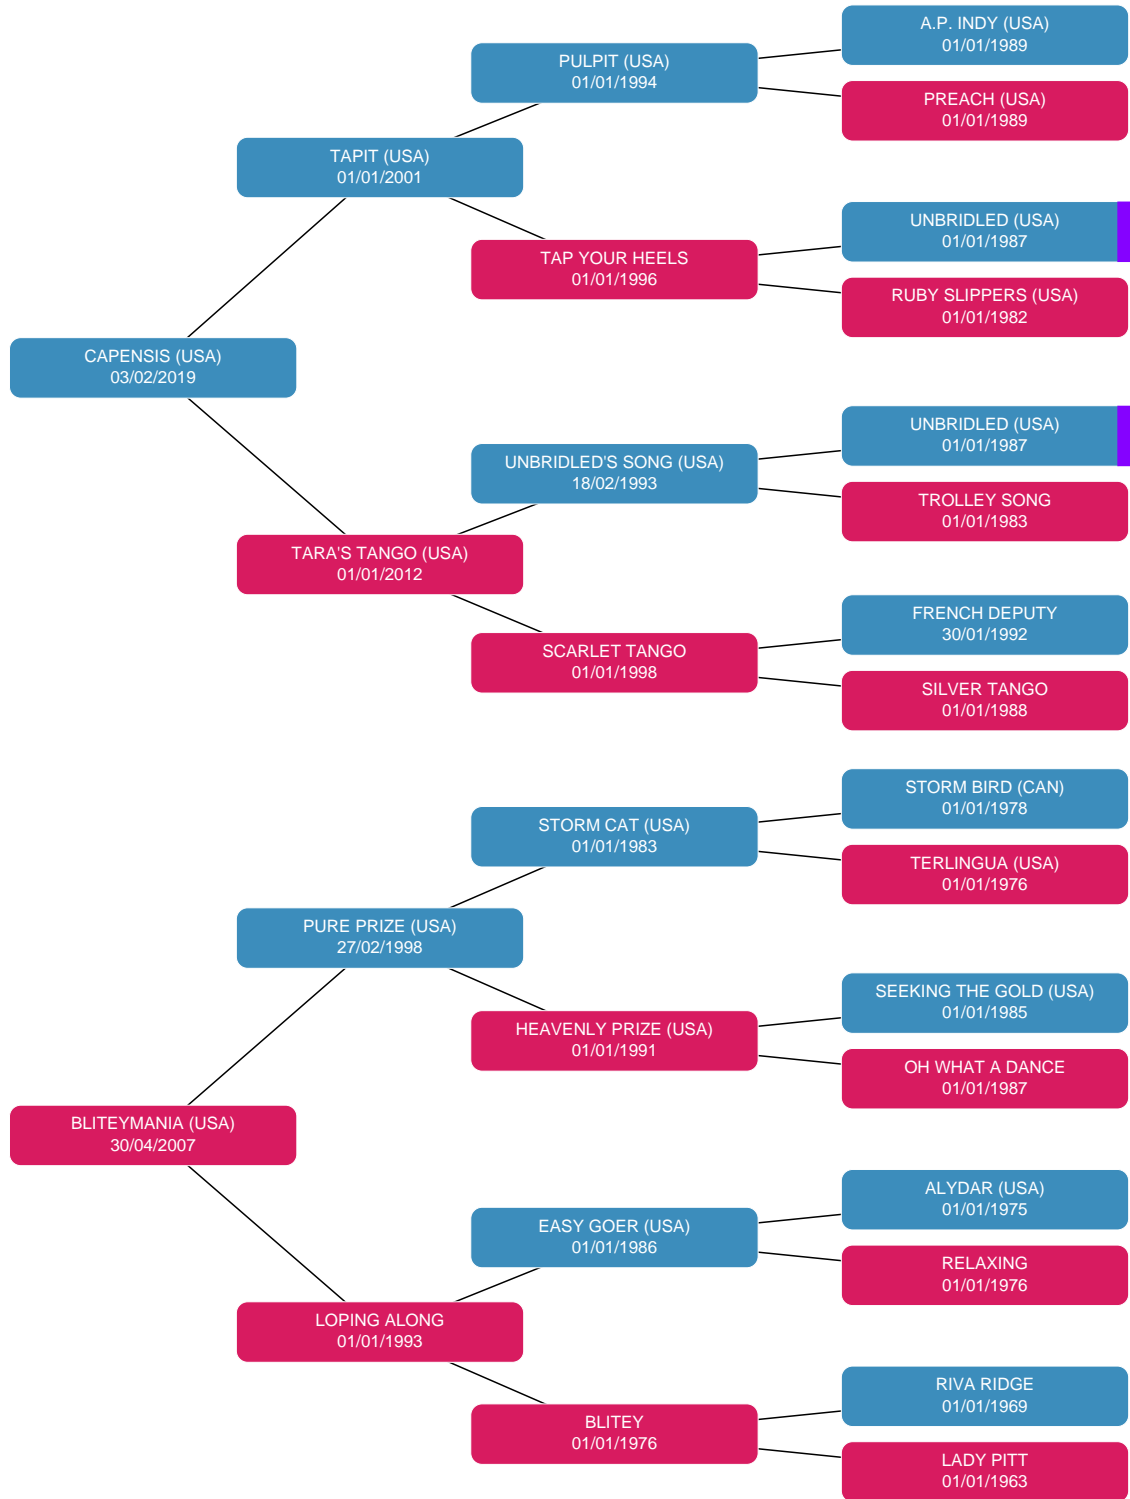 A.P. INDY (USA)
01/01/1989
PULPIT (USA)
01/01/1994
PREACH (USA)
01/01/1989
TAPIT (USA)
01/01/2001
UNBRIDLED (USA)
01/01/1987
TAP YOUR HEELS
01/01/1996
RUBY SLIPPERS (USA)
01/01/1982
CAPENSIS (USA)
03/02/2019
UNBRIDLED (USA)
01/01/1987
UNBRIDLED'S SONG (USA)
18/02/1993
TROLLEY SONG
01/01/1983
TARA'S TANGO (USA)
01/01/2012
FRENCH DEPUTY
30/01/1992
SCARLET TANGO
01/01/1998
SILVER TANGO
01/01/1988
STORM BIRD (CAN)
01/01/1978
STORM CAT (USA)
01/01/1983
TERLINGUA (USA)
01/01/1976
PURE PRIZE (USA)
27/02/1998
SEEKING THE GOLD (USA)
01/01/1985
HEAVENLY PRIZE (USA)
01/01/1991
OH WHAT A DANCE
01/01/1987
BLITEYMANIA (USA)
30/04/2007
ALYDAR (USA)
01/01/1975
EASY GOER (USA)
01/01/1986
RELAXING
01/01/1976
LOPING ALONG
01/01/1993
RIVA RIDGE
01/01/1969
BLITEY
01/01/1976
LADY PITT
01/01/1963